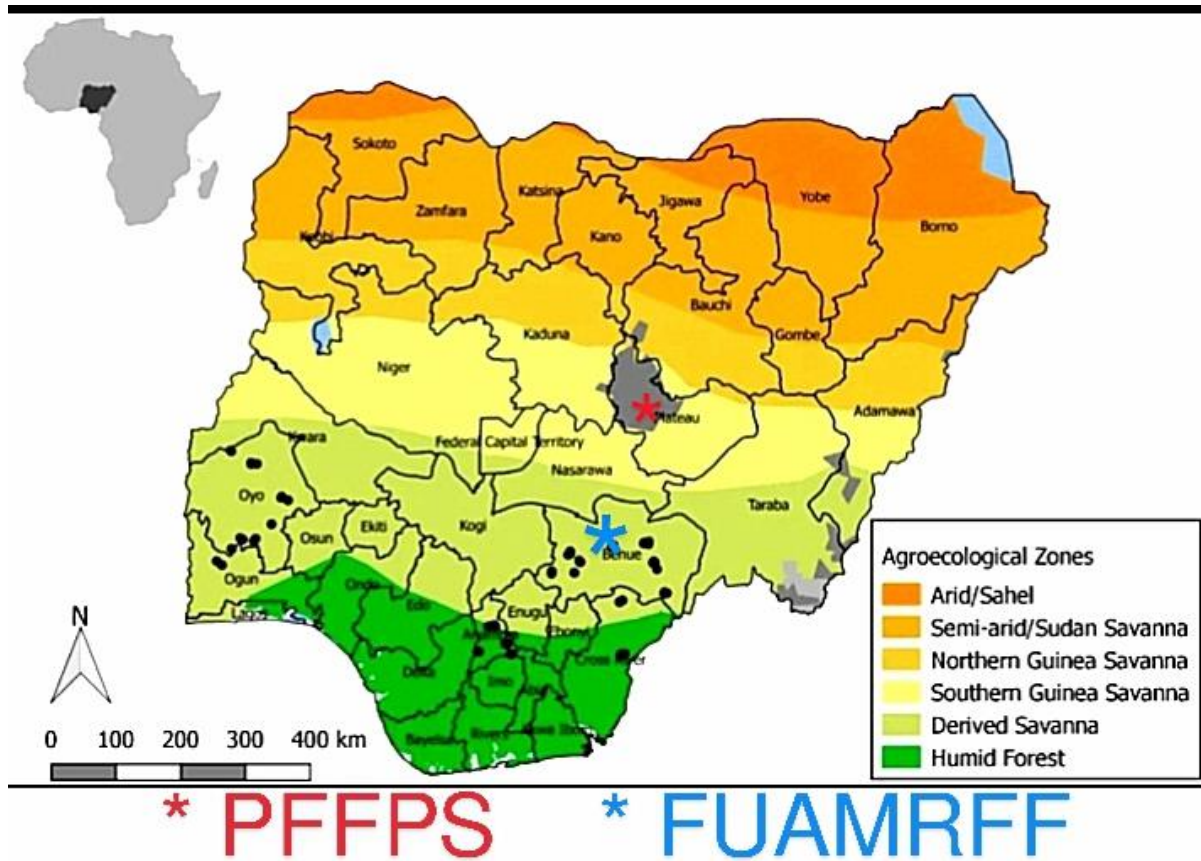 Sokoto
Katsina
Yobe
Jigawa
Zamfara
Borno
Kano
Kebbi
Bauchi
Kaduna
Gombe
Niger
Plateau
Adamawa
Kwara
Federal Capital Territory
Nasarawa
Oyo
Taraba
Kogi
Ekiti
Osun
Benue
Ogun
Ondo
Edo
Enugu
Lagos
Ebonyi
Cross River
Delta
Imo
Bayelsa
Rivers
N
0 100 200 300 400 km
Agroecological Zones
Arid/Sahel
Semi-arid/Sudan Savanna
Northern Guinea Savanna
Southern Guinea Savanna
Derived Savanna
Humid Forest
* PFFPS * FUAMRFF